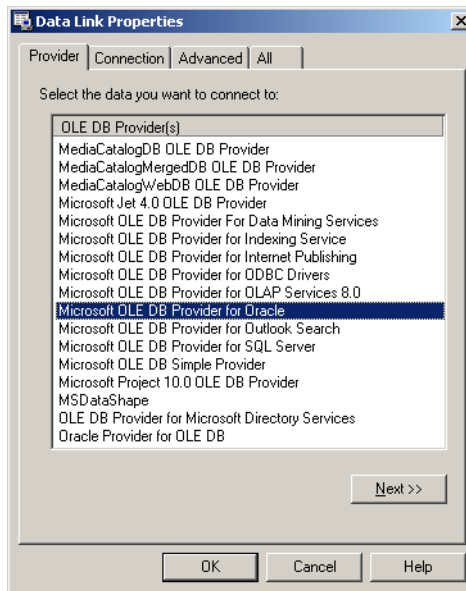 Data Link Properties
Provider Connection Advanced All
Select the data you want to connect to:
OLE DB Provider(s)
MediaCatalogDB OLE DB Provider
MediaCatalogMergedDB OLE DB Provider
MediaCatalogWebDB OLE DB Provider
Microsoft Jet 4.0 OLE DB Provider
Microsoft OLE DB Provider For Data Mining Services
Microsoft OLE DB Provider for Indexing Service
Microsoft OLE DB Provider for Internet Publishing
Microsoft OLE DB Provider for ODBC Drivers
Microsoft OLE DB Provider for OLAP Services 8.0
Microsoft OLE DB Provider for Oracle
Microsoft OLE DB Provider for Outlook Search
Microsoft OLE DB Provider for SQL Server
Microsoft OLE DB Simple Provider
Microsoft Project 10.0 OLE DB Provider
MSDataShape
OLE DB Provider for Microsoft Directory Services
Oracle Provider for OLE DB
Next >>
OK Cancel Help